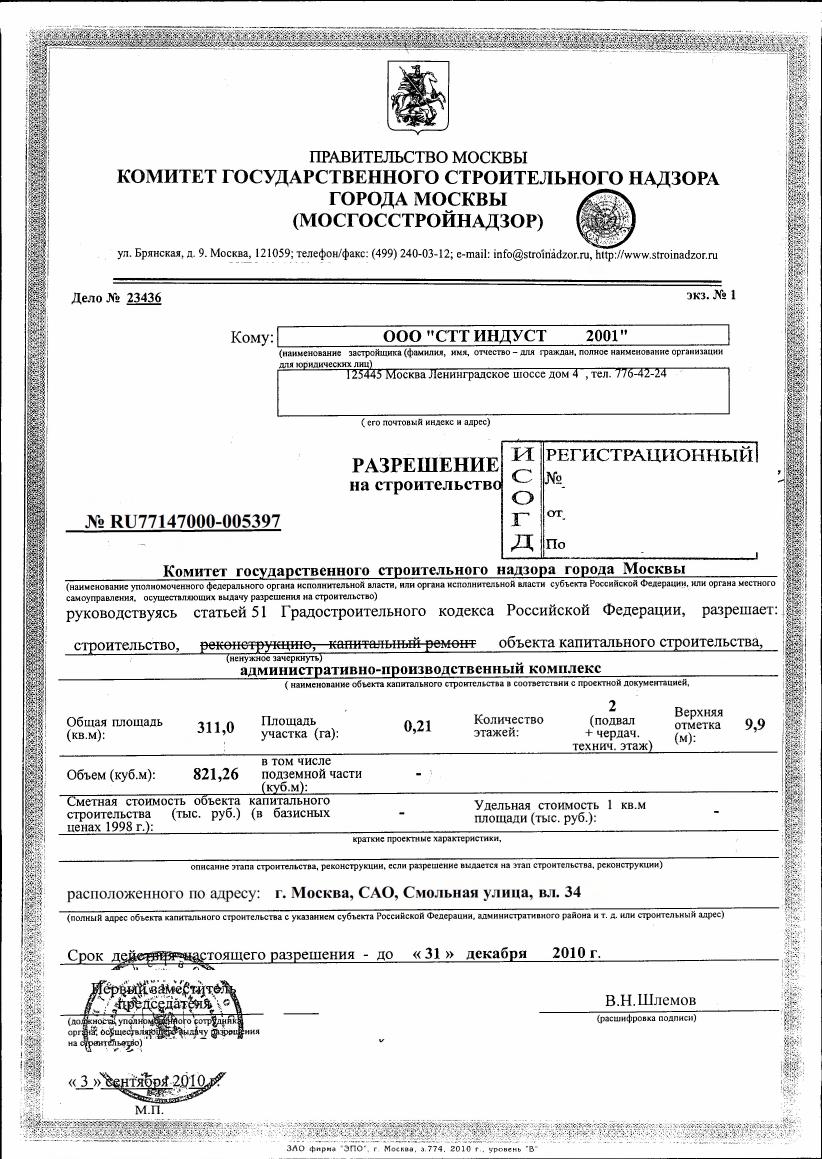 ПРАВИТЕЛЬСТВО МОСКВЫ
КОМИТЕТ ГОСУДАРСТВЕННОГО СТРОИТЕЛЬНОГО НАДЗОРА
ГОРОДА МОСКВЫ
(МОСГОССТРОЙНАДЗОР)
ул. Брянская, д. 9. Москва, 121059; телефон/факс: (499) 240-03-12; e-mail: info@stroinadzor.ru, http://www.stroinadzor.ru
Дело № 23436
экз. № 1
Кому: ООО "СТТ ИНДУСТ 2001"
(наименование застройщика (фамилия, имя, отчество – для граждан, полное наименование организации
для юридических лиц)
125445 Москва Ленинградское шоссе дом 4 , тел. 776-42-24
( его почтовый индекс и адрес)
РАЗРЕШЕНИЕ
на строительство
ИСОГД
РЕГИСТРАЦИОННЫЙ
№
от
По
№ RU77147000-005397
Комитет государственного строительного надзора города Москвы
(наименование уполномоченного федерального органа исполнительной власти, или органа исполнительной власти субъекта Российской Федерации, или органа местного
самоуправления, осуществляющих выдачу разрешения на строительство)
руководствуясь статьей 51 Градостроительного кодекса Российской Федерации, разрешает:
строительство, реконструкцию, капитальный ремонт объекта капитального строительства,
(ненужное зачеркнуть)
административно-производственный комплекс
( наименование объекта капитального строительства в соответствии с проектной документацией,
Общая площадь
(кв.м):
311,0
Площадь
участка (га):
0,21
Количество
этажей:
2
(подвал
+ чердач.
технич. этаж)
Верхняя
отметка
(м):
9,9
Объем (куб.м):
821,26
в том числе
подземной части
(куб.м):
-
Сметная стоимость объекта капитального
строительства (тыс. руб.) (в базисных
ценах 1998 г.):
-
Удельная стоимость 1 кв.м
площади (тыс. руб.):
-
краткие проектные характеристики,
описание этапа строительства, реконструкции, если разрешение выдается на этап строительства, реконструкции)
расположенного по адресу: г. Москва, САО, Смольная улица, вл. 34
(полный адрес объекта капитального строительства с указанием субъекта Российской Федерации, административного района и т. д. или строительный адрес)
Срок действия настоящего разрешения - до « 31 » декабря 2010 г.
Первый заместитель
председателя
В.Н.Шлемов
(должность уполномоченного сотрудника
органа, осуществляющего выдачу разрешения
на строительство)
(расшифровка подписи)
« 3 » сентября 2010 г.
М.П.
ЗАО фирма "ЭПО", г. Москва, з.774, 2010 г., уровень "В"